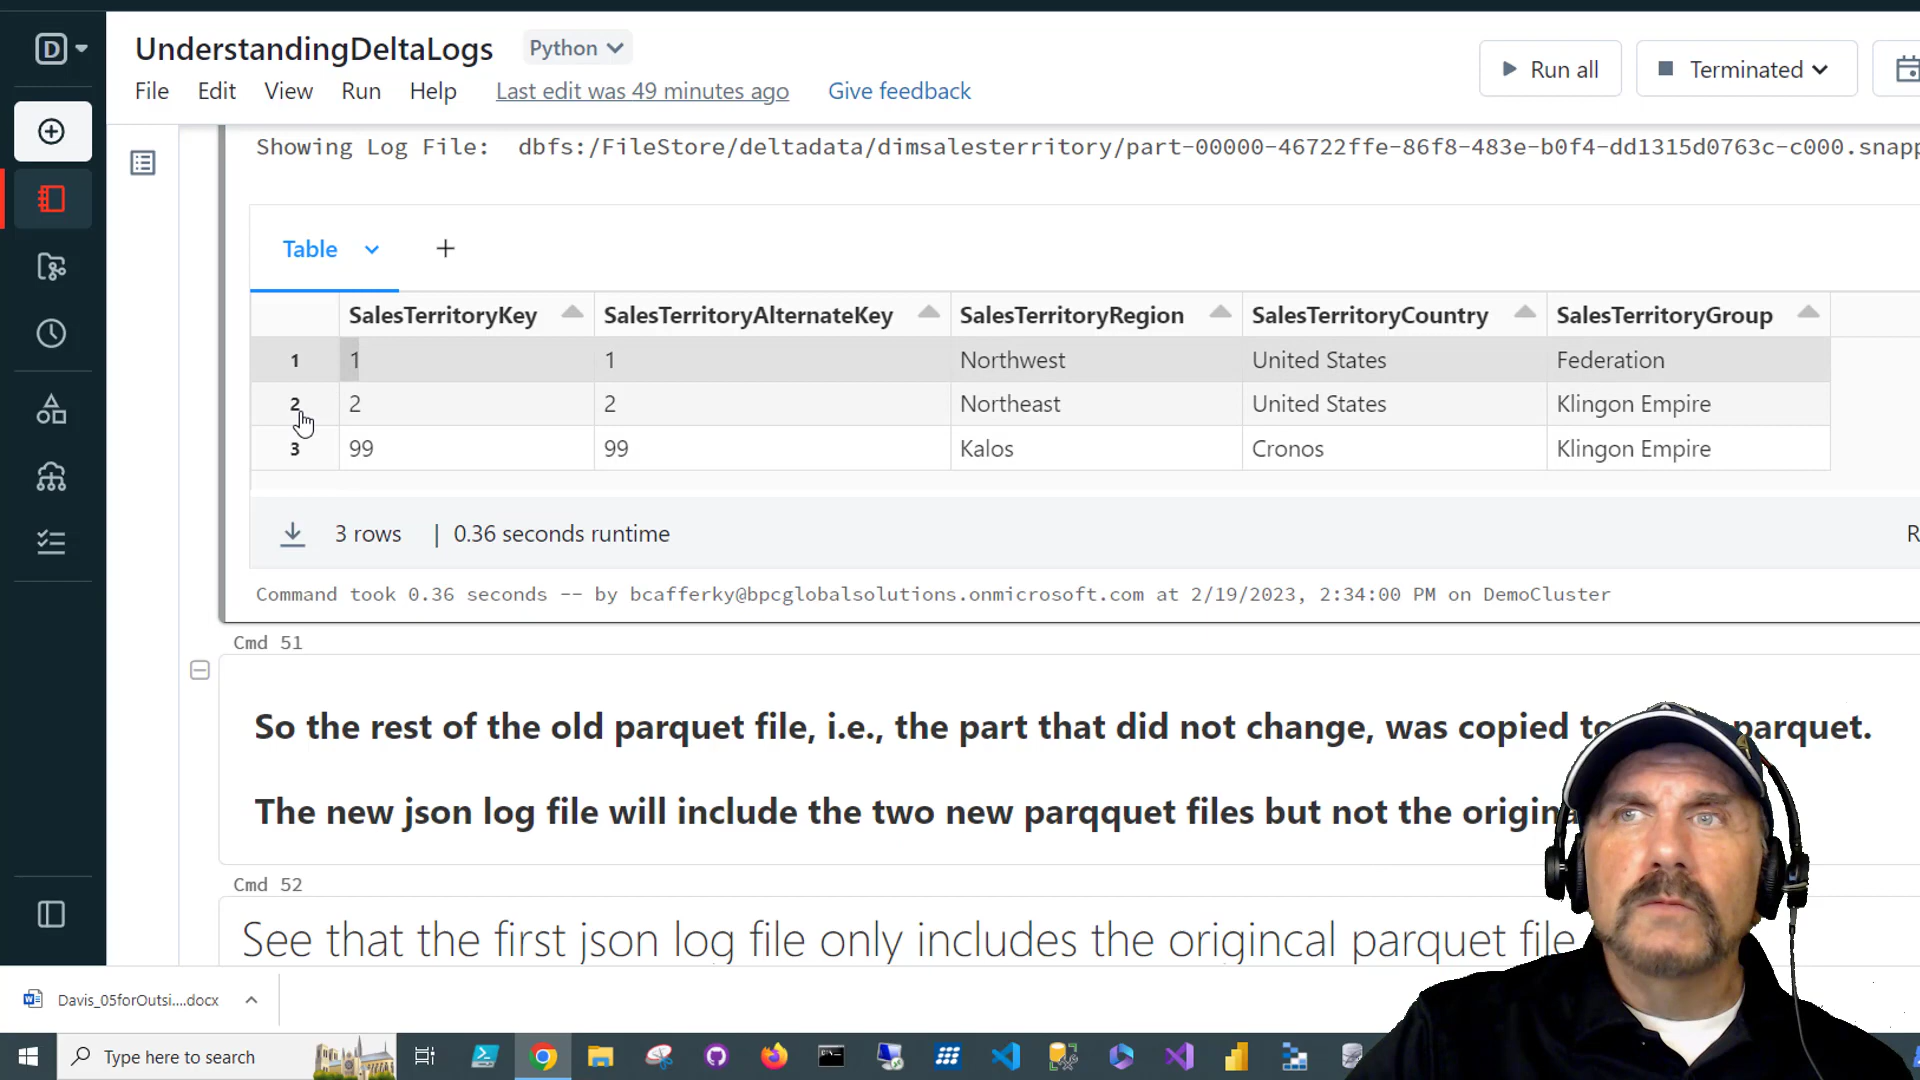 UnderstandingDeltaLogs Python
Run all Terminated
File Edit View Run Help Last edit was 49 minutes ago Give feedback
Showing Log File: dbfs:/FileStore/deltadata/dimsalesterritory/part-00000-46722ffe-86f8-483e-b0f4-dd1315d0763c-c000.snapp
Table +
SalesTerritoryKey SalesTerritoryAlternateKey SalesTerritoryRegion SalesTerritoryCountry SalesTerritoryGroup
1 1 1 Northwest United States Federation
2 2 2 Northeast United States Klingon Empire
3 99 99 Kalos Cronos Klingon Empire
3 rows | 0.36 seconds runtime R
Command took 0.36 seconds -- by bcafferky@bpcglobalsolutions.onmicrosoft.com at 2/19/2023, 2:34:00 PM on DemoCluster
Cmd 51
So the rest of the old parquet file, i.e., the part that did not change, was copied parquet.
The new json log file will include the two new parqquet files but not the
Cmd 52
See that the first json log file only includes the origincal parquet file
Davis_05forOutsi....docx
Type here to search